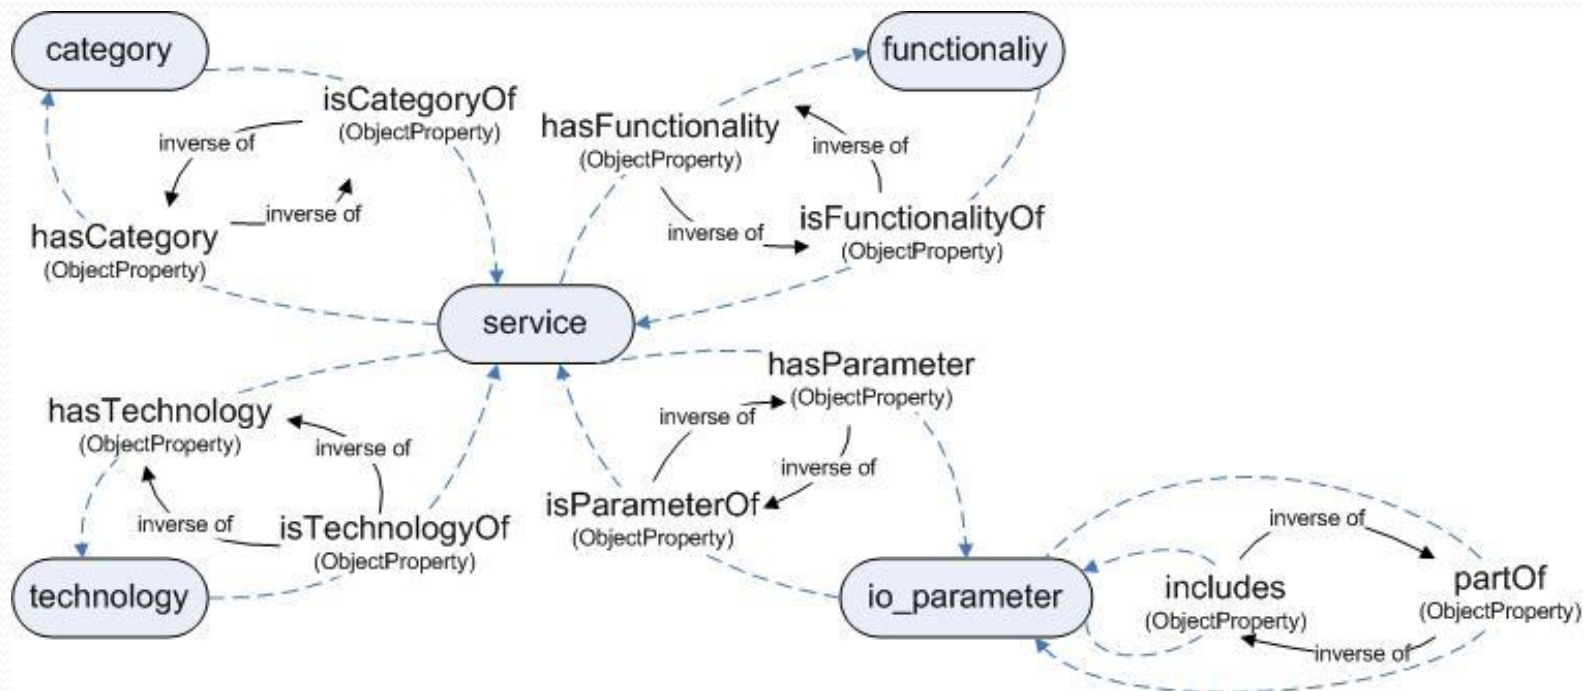 category
functionaliy
isCategoryOf
(ObjectProperty)
inverse of
hasFunctionality
(ObjectProperty)
inverse of
inverse of
hasCategory
(ObjectProperty)
inverse of
isFunctionalityOf
(ObjectProperty)
service
hasParameter
(ObjectProperty)
hasTechnology
(ObjectProperty)
inverse of
inverse of
inverse of
isParameterOf
(ObjectProperty)
inverse of
isTechnologyOf
(ObjectProperty)
inverse of
technology
io_parameter
includes
(ObjectProperty)
partOf
(ObjectProperty)
inverse of